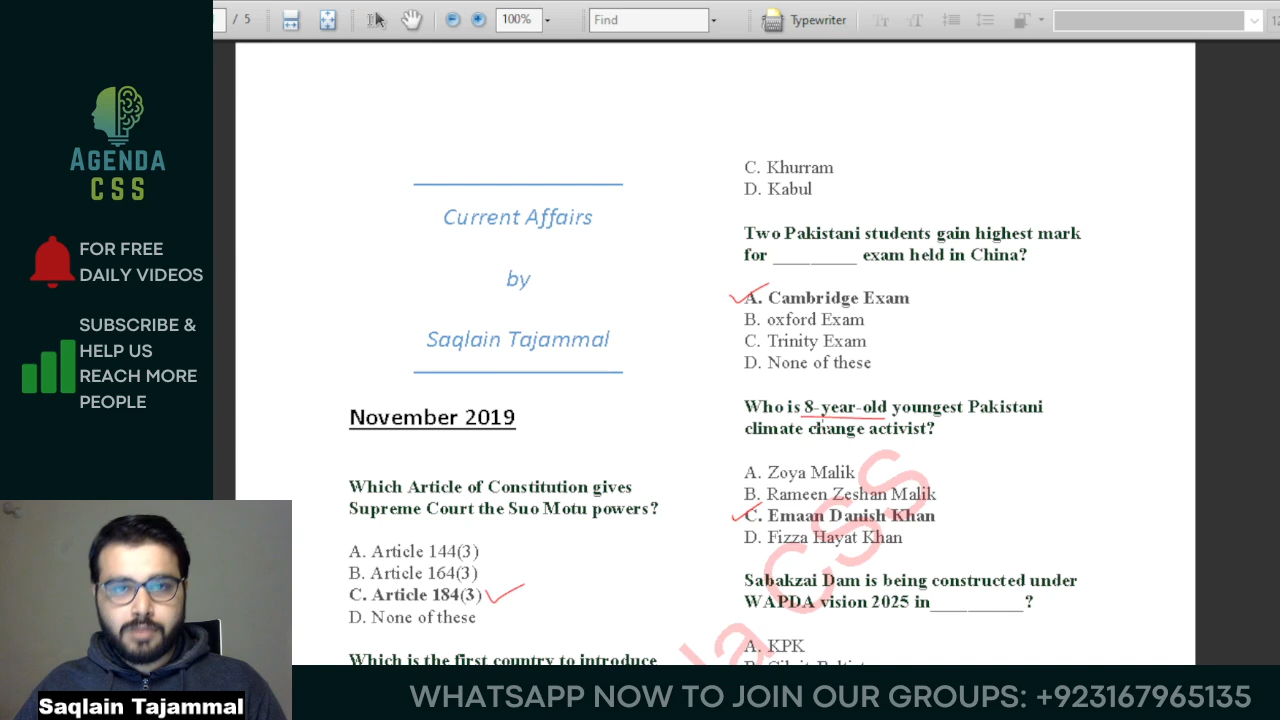 / 5
100%
Find
Typewriter
AGENDA
CSS
FOR FREE
DAILY VIDEOS
SUBSCRIBE &
HELP US
REACH MORE
PEOPLE
Current Affairs
by
Saqlain Tajammal
November 2019
Which Article of Constitution gives
Supreme Court the Suo Motu powers?
A. Article 144(3)
B. Article 164(3)
C. Article 184(3)
D. None of these
Which is the first country to introduce
C. Khurram
D. Kabul
Two Pakistani students gain highest mark
for _________ exam held in China?
A. Cambridge Exam
B. oxford Exam
C. Trinity Exam
D. None of these
Who is 8-year-old youngest Pakistani
climate change activist?
A. Zoya Malik
B. Rameen Zeshan Malik
C. Emaan Danish Khan
D. Fizza Hayat Khan
Sabakzai Dam is being constructed under
WAPDA vision 2025 in__________?
A. KPK
CSS
Saqlain Tajammal
WHATSAPP NOW TO JOIN OUR GROUPS: +923167965135